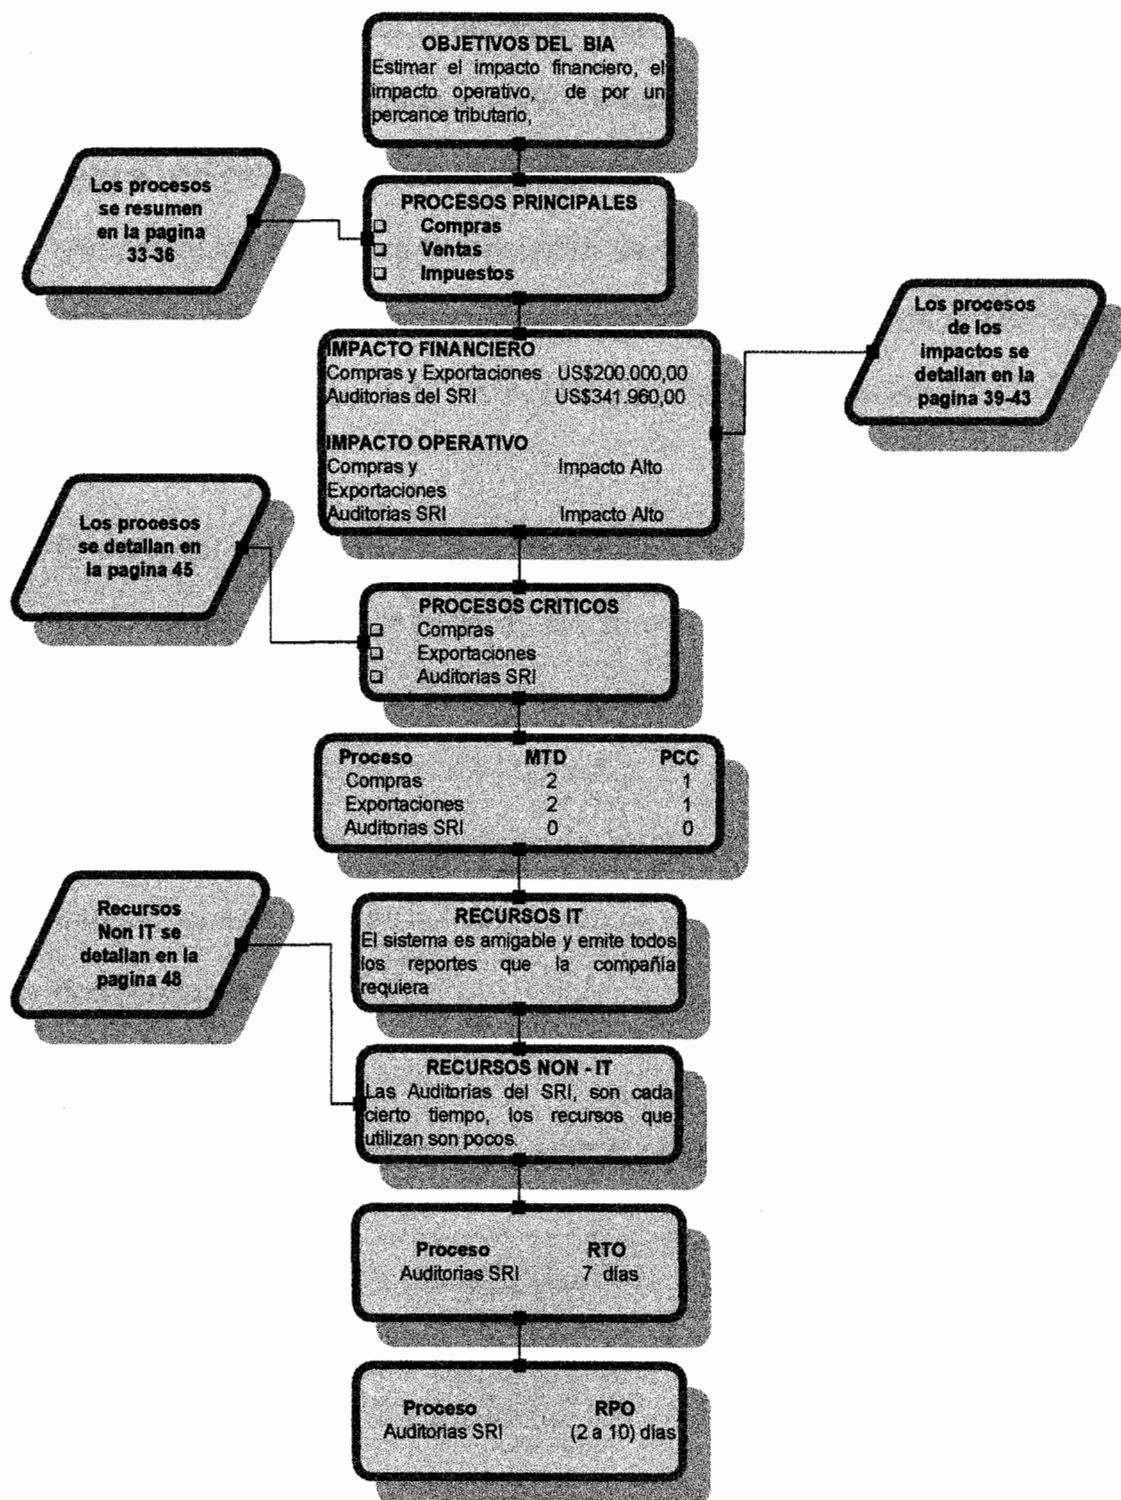 OBJETIVOS DEL BIA
Estimar el impacto financiero, el
impacto operativo, de por un
percance tributario,
Los procesos
se resumen
en la pagina
33-36
PROCESOS PRINCIPALES
Compras
Ventas
Impuestos
Los procesos
de los
impactos se
detallan en la
pagina 39-43
IMPACTO FINANCIERO
Compras y Exportaciones US$200.000,00
Auditorias del SRI US$341.960,00
IMPACTO OPERATIVO
Compras y Impacto Alto
Exportaciones
Auditorias SRI Impacto Alto
Los procesos
se detallan en
la pagina 45
PROCESOS CRITICOS
Compras
Exportaciones
Auditorias SRI
Proceso MTD PCC
Compras 2 1
Exportaciones 2 1
Auditorias SRI 0 0
Recursos
Non IT se
detallan en la
pagina 48
RECURSOS IT
El sistema es amigable y emite todos
los reportes que la compañía
requiera
RECURSOS NON - IT
Las Auditorias del SRI, son cada
cierto tiempo, los recursos que
utilizan son pocos.
Proceso RTO
Auditorias SRI 7 días
Proceso RPO
Auditorias SRI (2 a 10) días